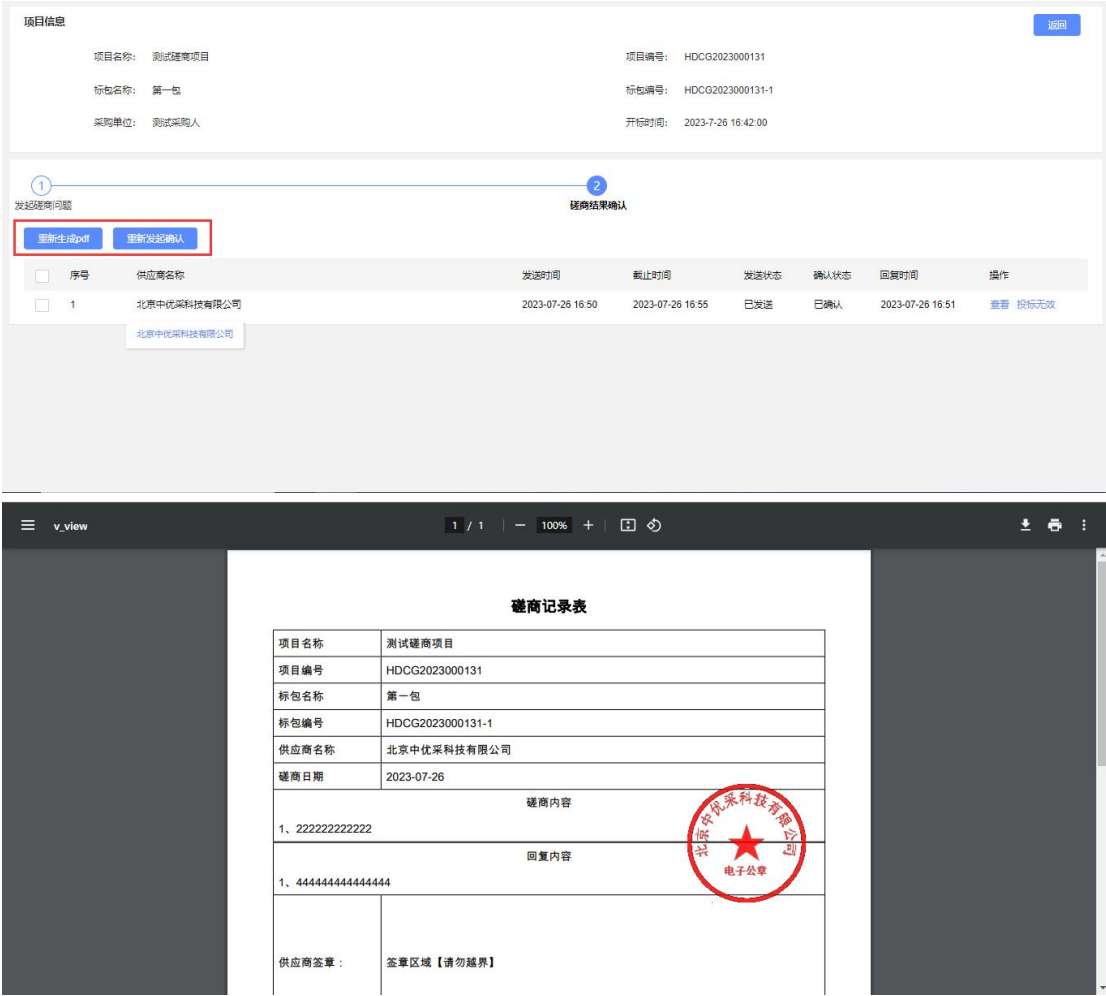 项目信息
返回
项目名称： 测试磋商项目 项目编号： HDCG2023000131
标包名称： 第一包 标包编号： HDCG2023000131-1
采购单位： 测试采购人 开标时间： 2023-7-26 16:42:00
1 2
发起磋商问题 磋商结果确认
重新生成pdf 重新发起确认
序号 供应商名称 发送时间 截止时间 发送状态 确认状态 回复时间 操作
1 北京中优采科技有限公司 2023-07-26 16:50 2023-07-26 16:55 已发送 已确认 2023-07-26 16:51 查看 投标无效
北京中优采科技有限公司
v_view 1 / 1 100%
磋商记录表
项目名称 测试磋商项目
项目编号 HDCG2023000131
标包名称 第一包
标包编号 HDCG2023000131-1
供应商名称 北京中优采科技有限公司
磋商日期 2023-07-26
磋商内容
1、222222222222
回复内容
1、444444444444444
北京中优采科技有限公司
电子公章
供应商签章： 签章区域【请勿越界】